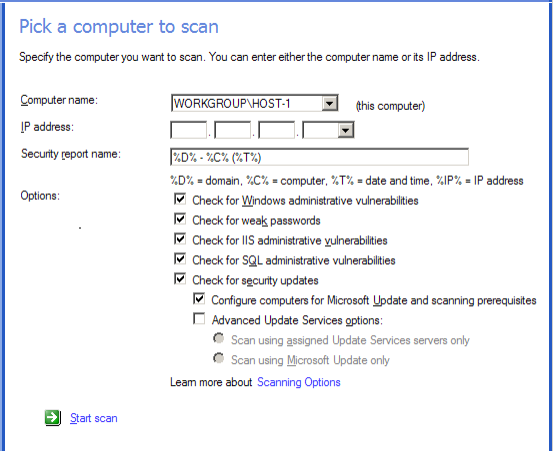 Pick a computer to scan
Specify the computer you want to scan. You can enter either the computer name or its IP address.
Computer name: WORKGROUP\HOST-1 (this computer)
IP address: . . .
Security report name: %D% - %C% (%T%)
%D% = domain, %C% = computer, %T% = date and time, %IP% = IP address
Options: Check for Windows administrative vulnerabilities
Check for weak passwords
Check for IIS administrative vulnerabilities
Check for SQL administrative vulnerabilities
Check for security updates
Configure computers for Microsoft Update and scanning prerequisites
Advanced Update Services options:
Scan using assigned Update Services servers only
Scan using Microsoft Update only
Learn more about Scanning Options
Start scan